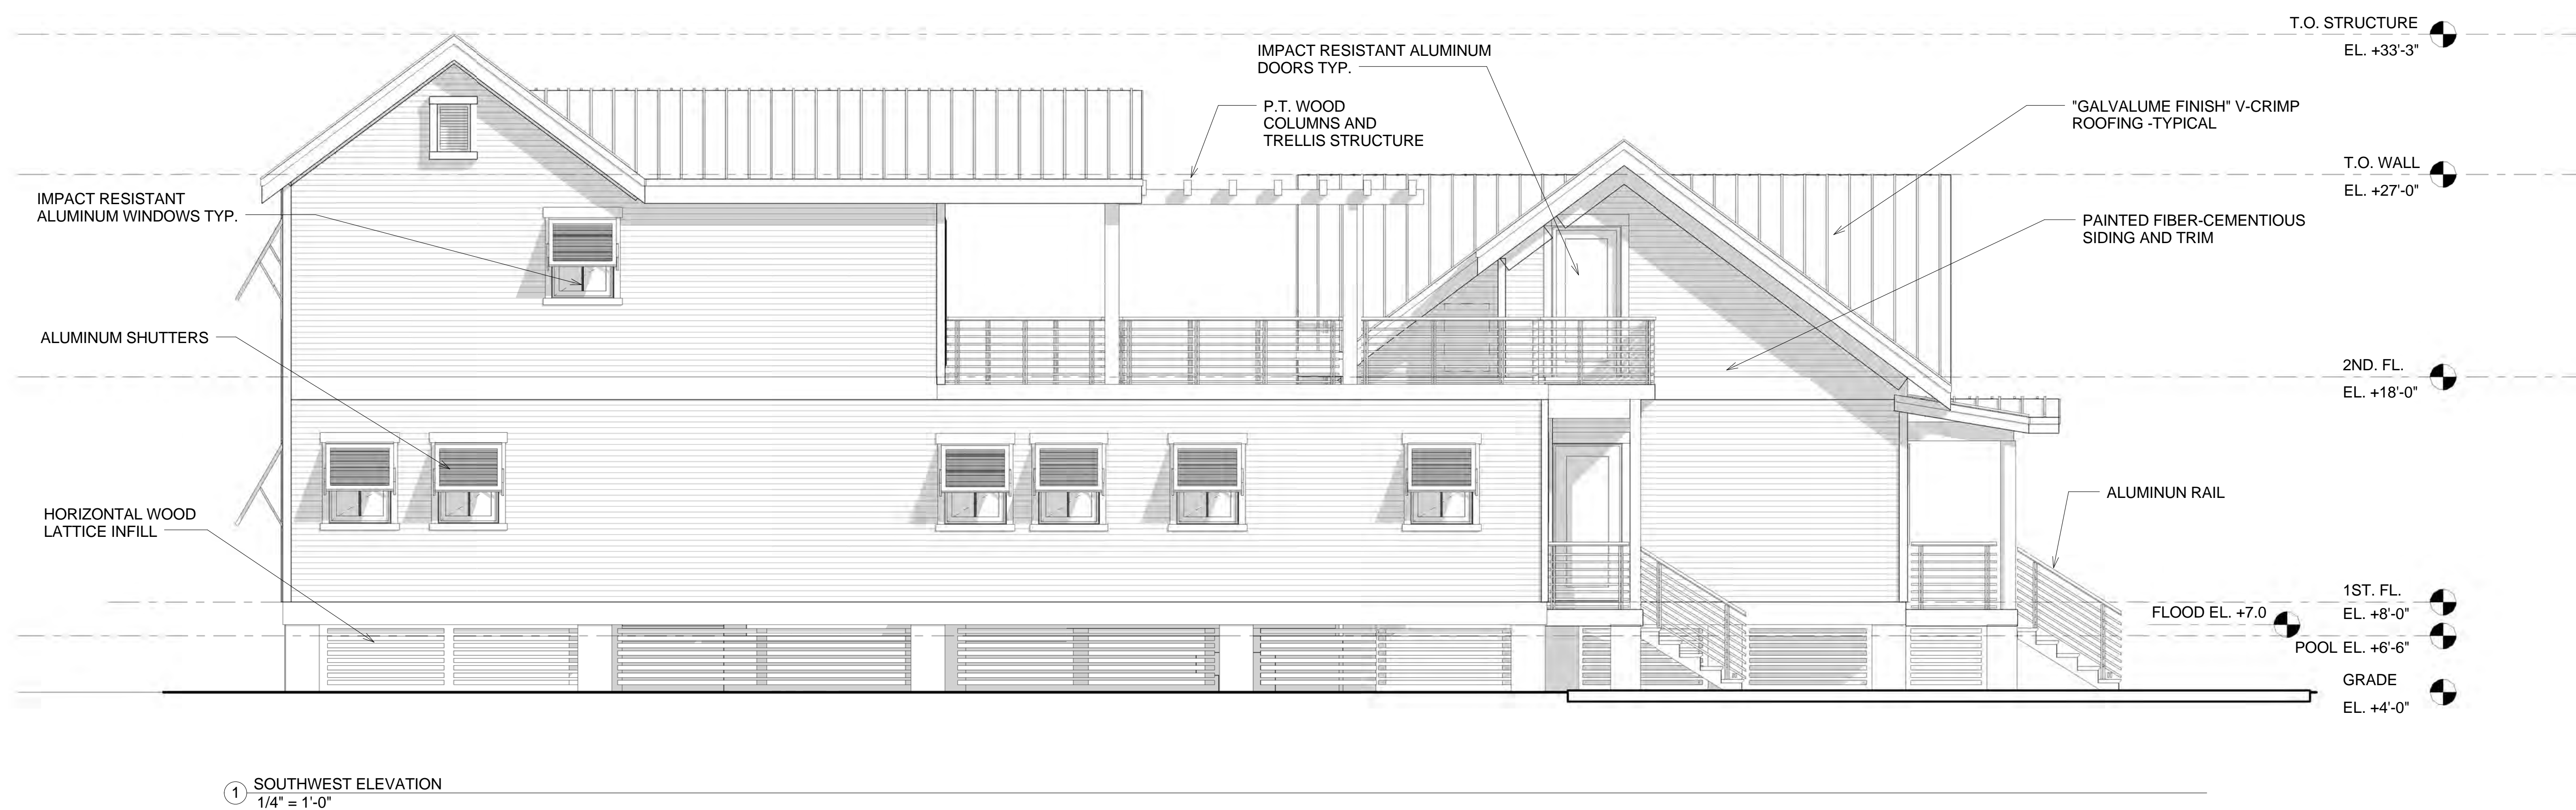 T.O. STRUCTURE
EL. +33'-3"
IMPACT RESISTANT ALUMINUM
DOORS TYP.
P.T. WOOD
COLUMNS AND
TRELLIS STRUCTURE
"GALVALUME FINISH" V-CRIMP
ROOFING -TYPICAL
T.O. WALL
EL. +27'-0"
IMPACT RESISTANT
ALUMINUM WINDOWS TYP.
PAINTED FIBER-CEMENTIOUS
SIDING AND TRIM
ALUMINUM SHUTTERS
2ND. FL.
EL. +18'-0"
ALUMINUN RAIL
HORIZONTAL WOOD
LATTICE INFILL
1ST. FL.
EL. +8'-0"
FLOOD EL. +7.0
POOL EL. +6'-6"
GRADE
EL. +4'-0"
1 SOUTHWEST ELEVATION
1/4" = 1'-0"